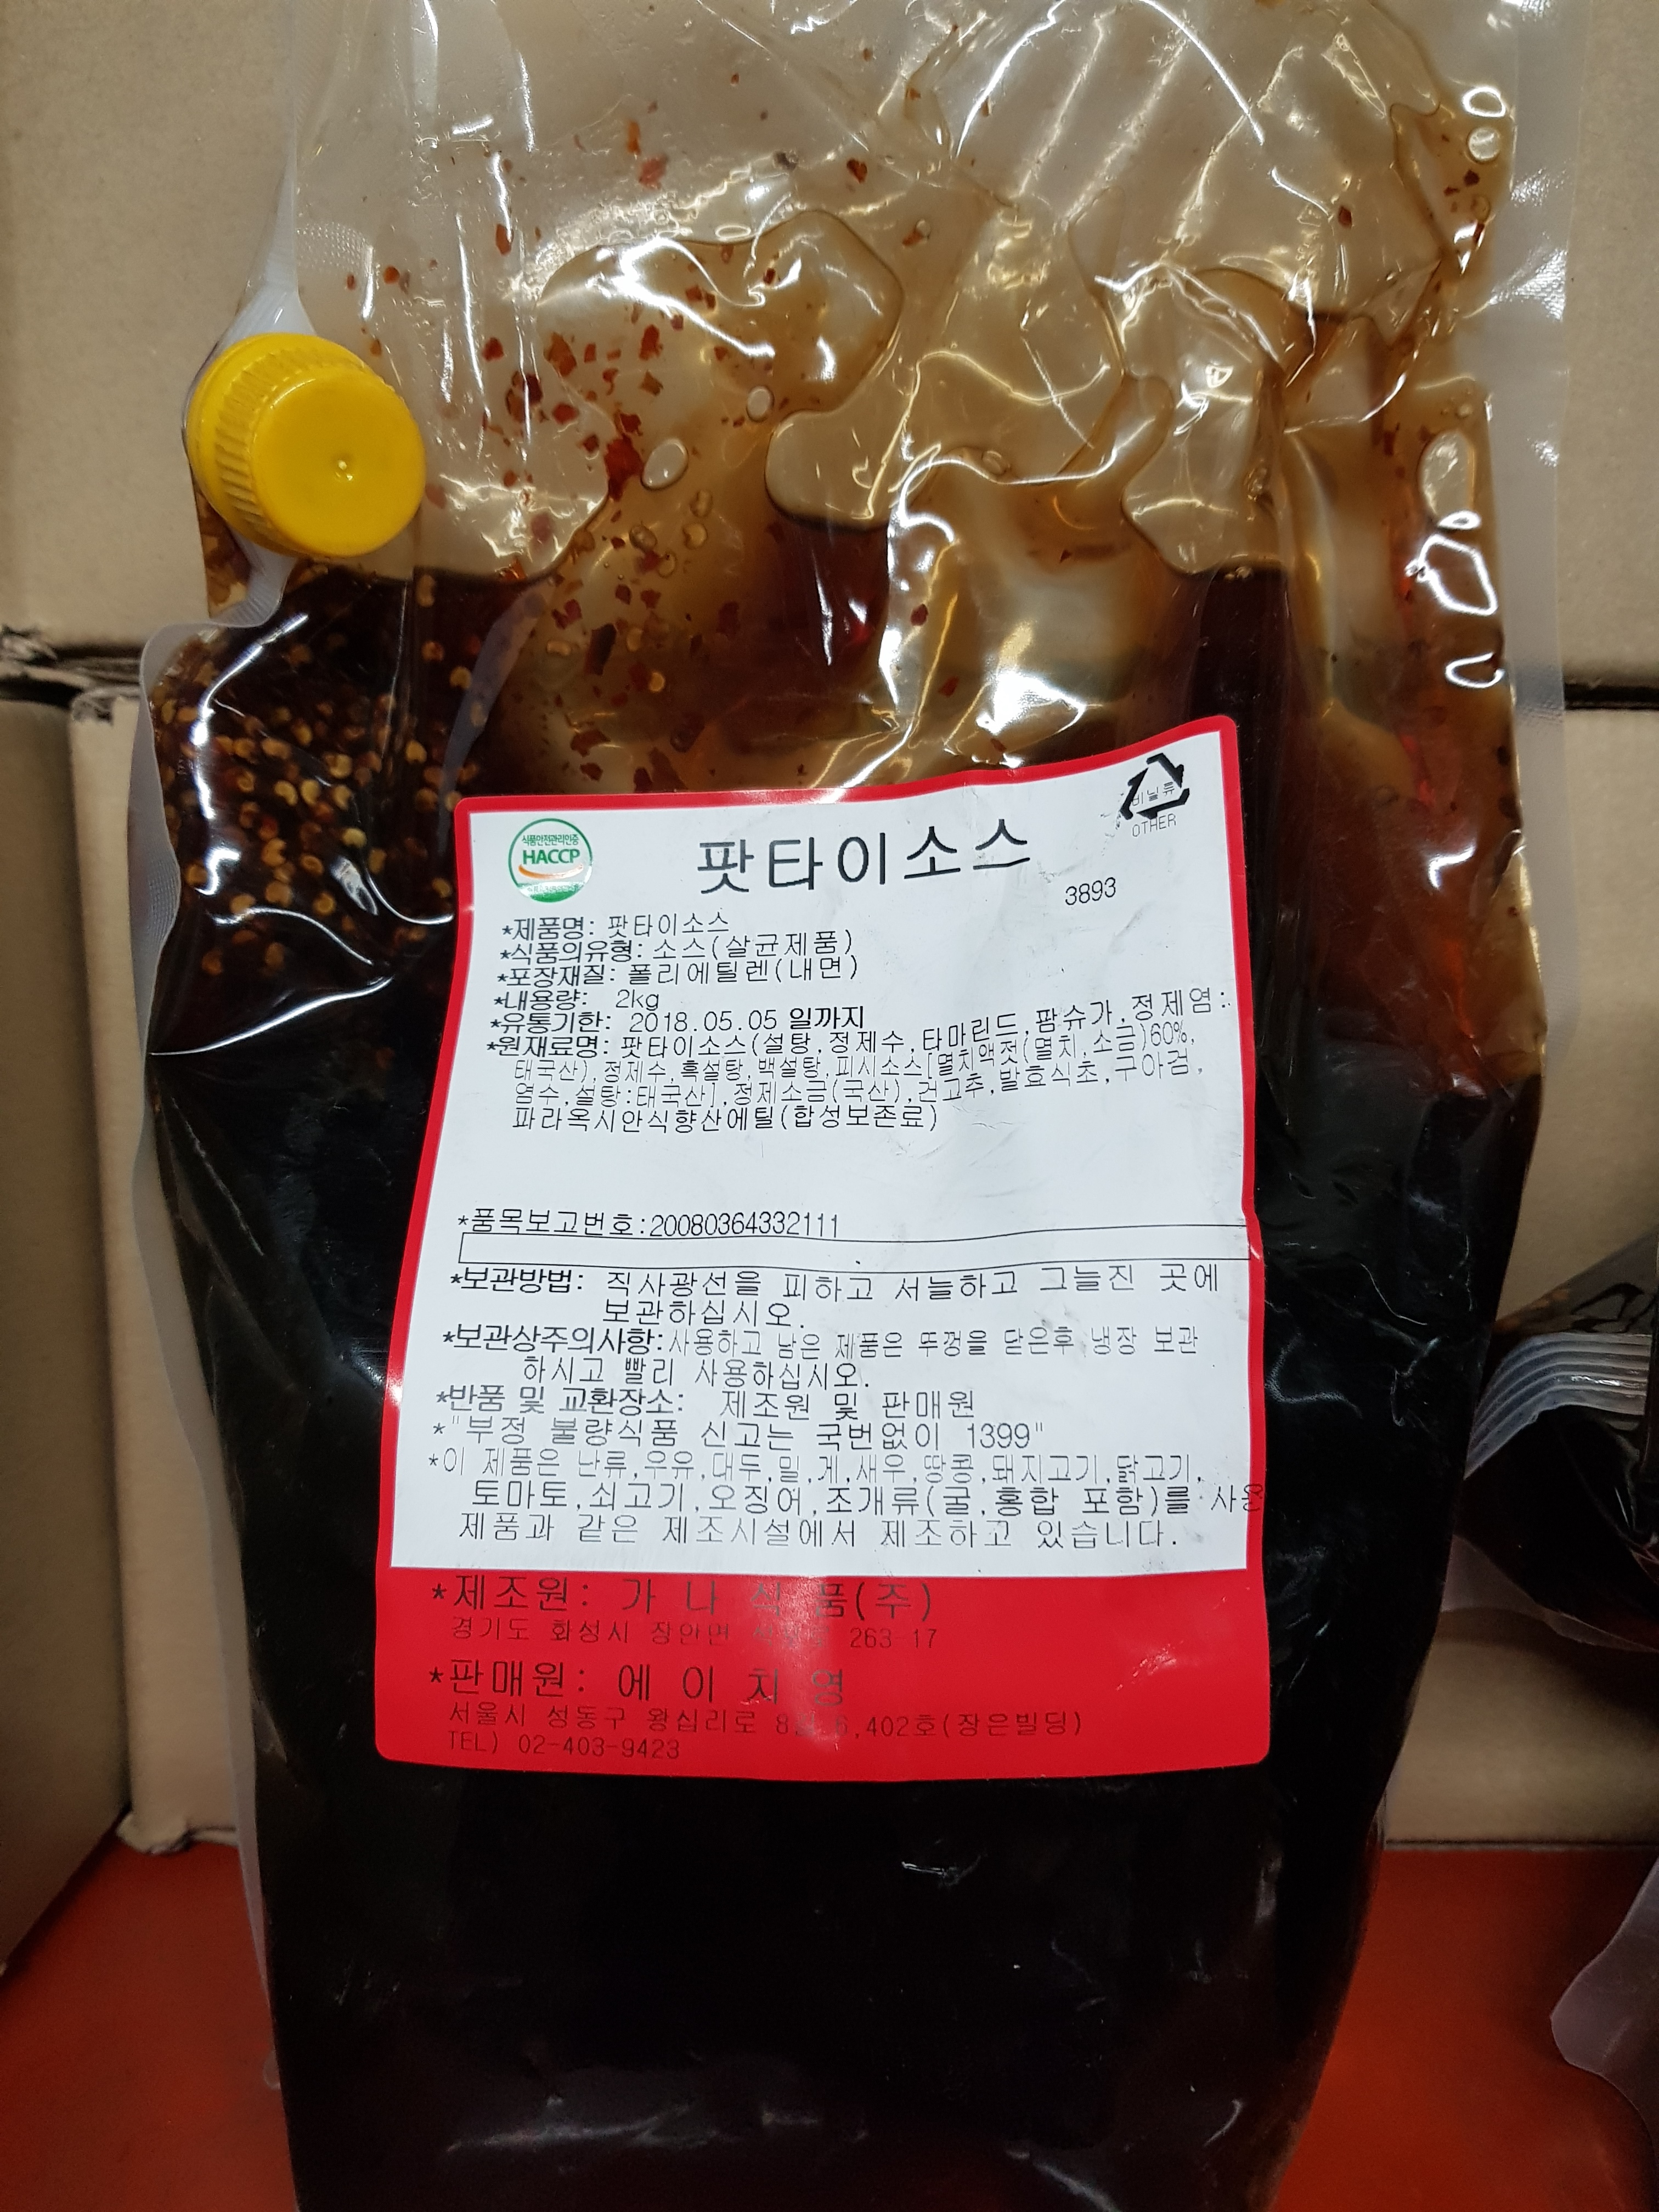 식품안전관리인증
HACCP
비닐류
OTHER
팟타이소스
3893
*제품명: 팟타이소스
*식품의유형: 소스(살균제품)
*포장재질: 폴리에틸렌(내면)
*내용량: 2kg
*유통기한: 2018.05.05 일까지
*원재료명: 팟타이소스(설탕,정제수,타마린드,팜슈가,정제염:
태국산),정제수,흑설탕,백설탕,피시소스[멸치액젓(멸치,소금)60%,
염수,설탕:태국산],정제소금(국산),건고추,발효식초,구아검,
파라옥시안식향산에틸(합성보존료)
*품목보고번호:20080364332111
*보관방법: 직사광선을 피하고 서늘하고 그늘진 곳에
보관하십시오.
*보관상주의사항:사용하고 남은 제품은 뚜껑을 닫은후 냉장 보관
하시고 빨리 사용하십시오.
*반품 및 교환장소: 제조원 및 판매원
*"부정 불량식품 신고는 국번없이 1399"
*이 제품은 난류,우유,대두,밀,게,새우,땅콩,돼지고기,닭고기,
토마토,쇠고기,오징어,조개류(굴,홍합 포함)를 사용
제품과 같은 제조시설에서 제조하고 있습니다.
*제조원: 가 나 식 품(주)
경기도 화성시 장안면 263-17
*판매원: 에 이 치 영
서울시 성동구 왕십리로 6,402호(장은빌딩)
TEL) 02-403-9423